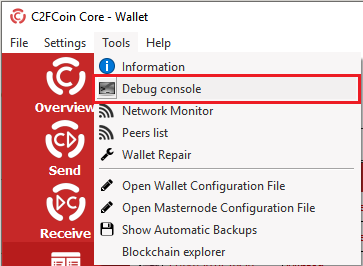 C2FCoin Core - Wallet
File Settings Tools Help
Information
Debug console
Overview
Network Monitor
Peers list
Send
Wallet Repair
Open Wallet Configuration File
Open Masternode Configuration File
Receive
Show Automatic Backups
Blockchain explorer